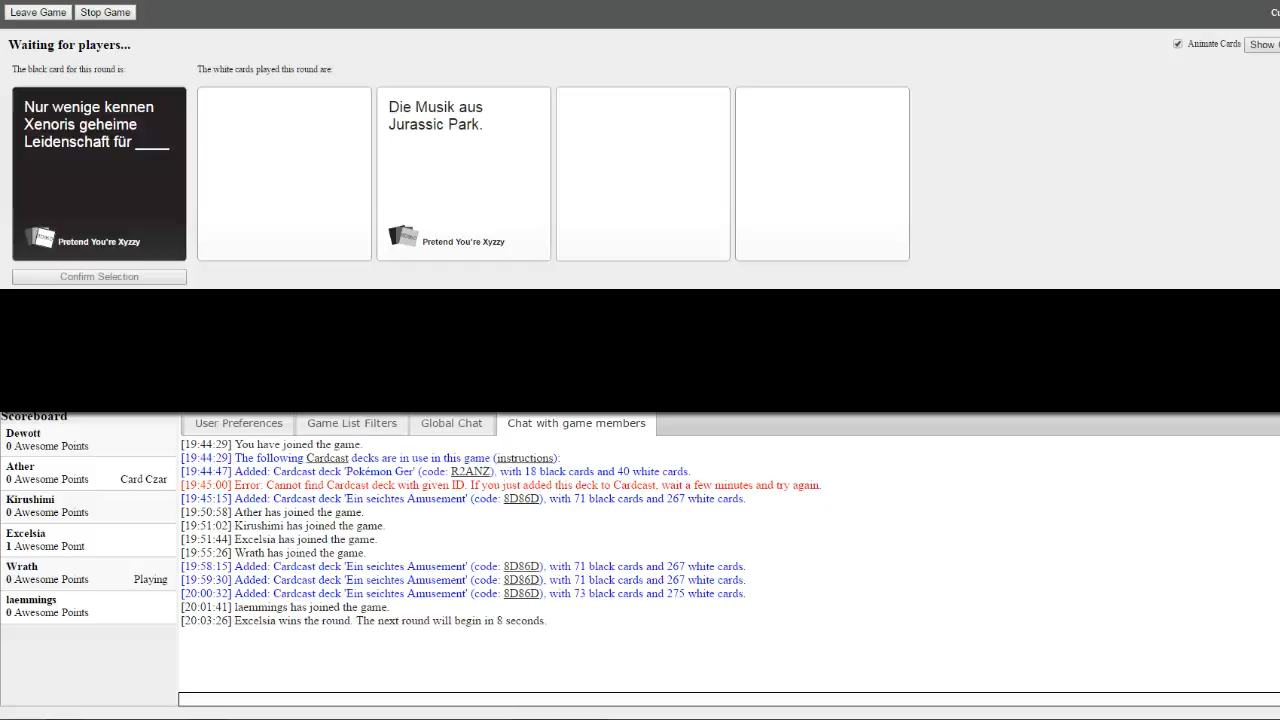 Leave Game Stop Game
Waiting for players...
Animate Cards Show
The black card for this round is:
The white cards played this round are:
Nur wenige kennen
Xenoris geheime
Leidenschaft für ____
Pretend You're Xyzzy
Die Musik aus
Jurassic Park.
Pretend You're Xyzzy
Confirm Selection
Scoreboard
Dewott
0 Awesome Points
Ather
0 Awesome Points Card Czar
Kirushimi
0 Awesome Points
Excelsia
1 Awesome Point
Wrath
0 Awesome Points Playing
laemmings
0 Awesome Points
User Preferences Game List Filters Global Chat Chat with game members
[19:44:29] You have joined the game.
[19:44:29] The following Cardcast decks are in use in this game (instructions):
[19:44:47] Added: Cardcast deck 'Pokémon Ger' (code: R2ANZ), with 18 black cards and 40 white cards.
[19:45:00] Error: Cannot find Cardcast deck with given ID. If you just added this deck to Cardcast, wait a few minutes and try again.
[19:45:15] Added: Cardcast deck 'Ein seichtes Amusement' (code: 8D86D), with 71 black cards and 267 white cards.
[19:50:58] Ather has joined the game.
[19:51:02] Kirushimi has joined the game.
[19:51:44] Excelsia has joined the game.
[19:55:26] Wrath has joined the game.
[19:58:15] Added: Cardcast deck 'Ein seichtes Amusement' (code: 8D86D), with 71 black cards and 267 white cards.
[19:59:30] Added: Cardcast deck 'Ein seichtes Amusement' (code: 8D86D), with 71 black cards and 267 white cards.
[20:00:32] Added: Cardcast deck 'Ein seichtes Amusement' (code: 8D86D), with 73 black cards and 275 white cards.
[20:01:41] laemmings has joined the game.
[20:03:26] Excelsia wins the round. The next round will begin in 8 seconds.